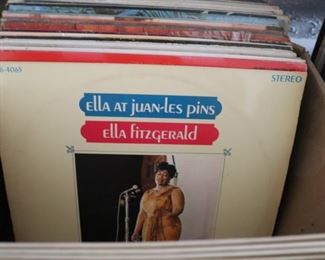 6-4065
STEREO
ella at juan-les pins
ella fitzgerald